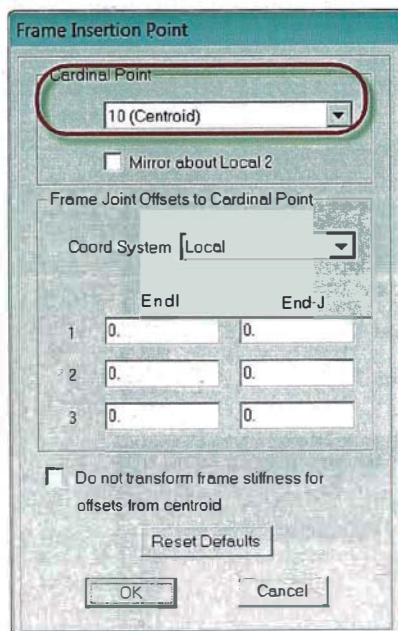 Frame Insertion Point
Cardinal Point
10 (Centroid)
Mirror about Local 2
Frame Joint Offsets to Cardinal Point
Coord System Local
EndI End-J
1 0. 0.
2 0. 0.
3 0. 0.
Do not transform frame stiffness for
offsets from centroid
Reset Defaults
OK Cancel